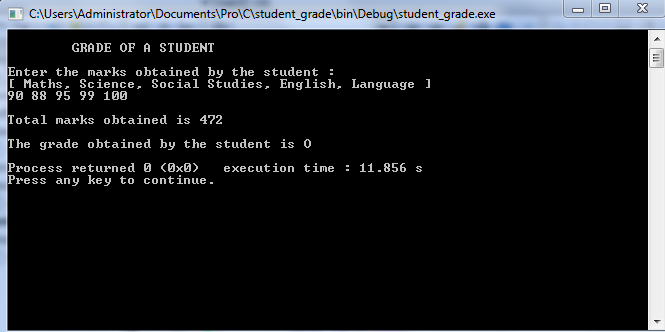 C:\Users\Administrator\Documents\Pro\C\student_grade\bin\Debug\student_grade.exe
GRADE OF A STUDENT
Enter the marks obtained by the student :
[ Maths, Science, Social Studies, English, Language ]
90 88 95 99 100
Total marks obtained is 472
The grade obtained by the student is O
Process returned 0 (0x0)   execution time : 11.856 s
Press any key to continue.